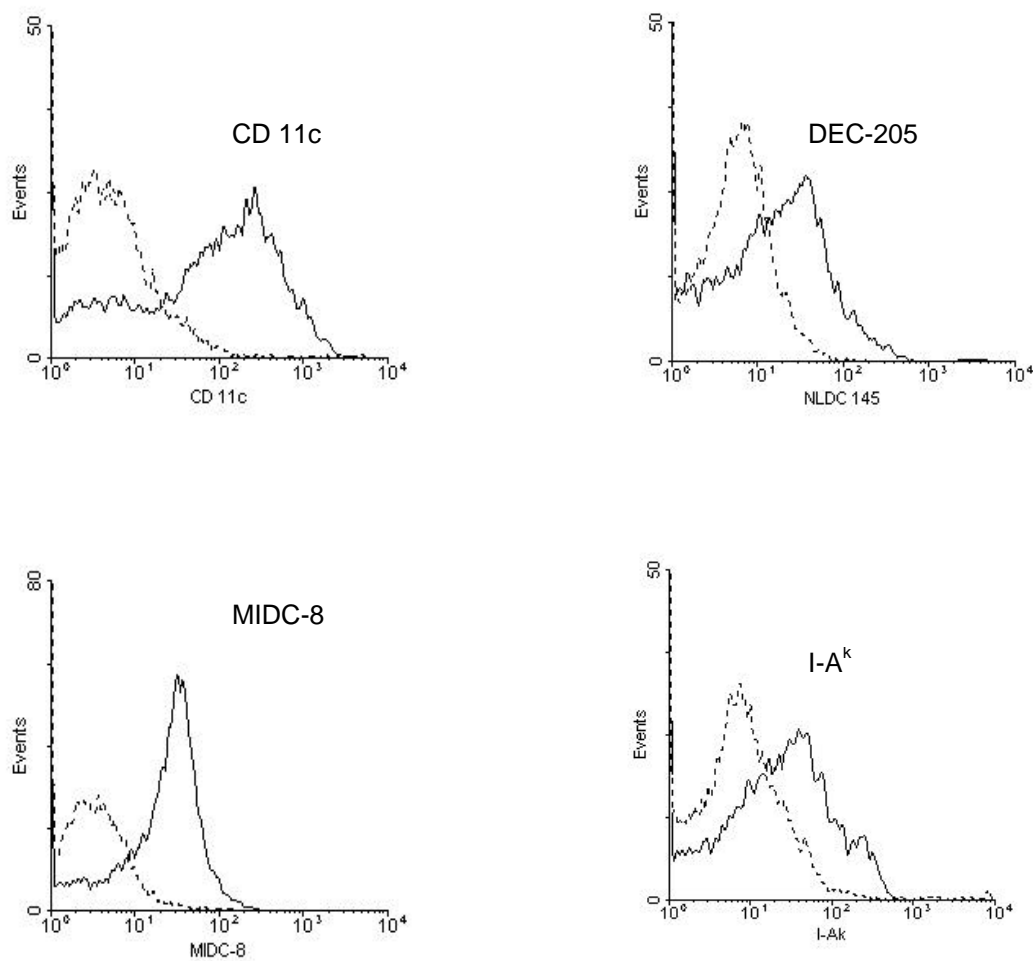 50
CD 11c
Events
0
10⁰ 10¹ 10² 10³ 10⁴
CD 11c
50
DEC-205
Events
0
10⁰ 10¹ 10² 10³ 10⁴
NLDC 145
80
MIDC-8
Events
0
10⁰ 10¹ 10² 10³ 10⁴
MIDC-8
50
I-Aᵏ
Events
0
10⁰ 10¹ 10² 10³ 10⁴
I-Ak